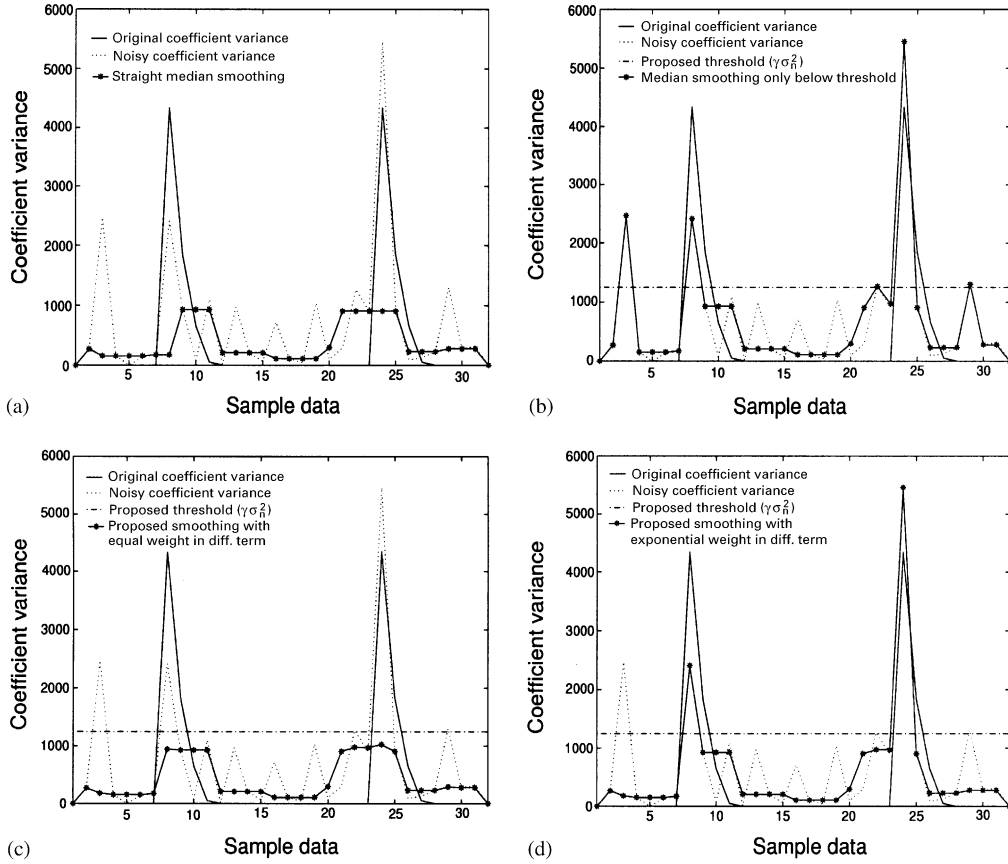 6000
5000
4000
3000
2000
1000
0
5 10 15 20 25 30
Coefficient variance
Sample data
Original coefficient variance
Noisy coefficient variance
Straight median smoothing
(a)
6000
5000
4000
3000
2000
1000
0
5 10 15 20 25 30
Coefficient variance
Sample data
Original coefficient variance
Noisy coefficient variance
Proposed threshold (γσ²ₙ)
Median smoothing only below threshold
(b)
6000
5000
4000
3000
2000
1000
0
5 10 15 20 25 30
Coefficient variance
Sample data
Original coefficient variance
Noisy coefficient variance
Proposed threshold (γσ²ₙ)
Proposed smoothing with
equal weight in diff. term
(c)
6000
5000
4000
3000
2000
1000
0
5 10 15 20 25 30
Coefficient variance
Sample data
Original coefficient variance
Noisy coefficient variance
Proposed threshold (γσ²ₙ)
Proposed smoothing with
exponential weight in diff. term
(d)